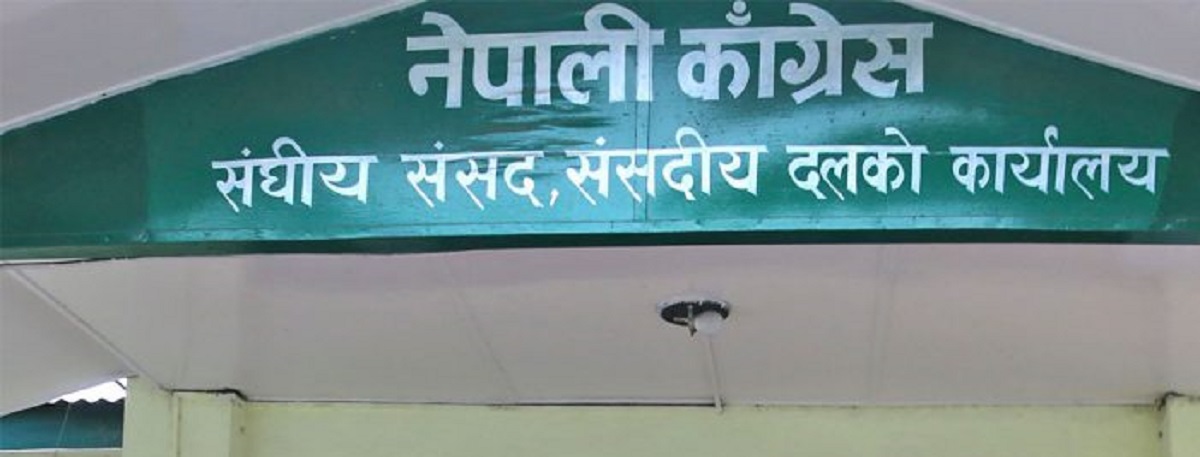 नेपाली काँग्रेस
संघीय संसद, संसदीय दलको कार्यालय